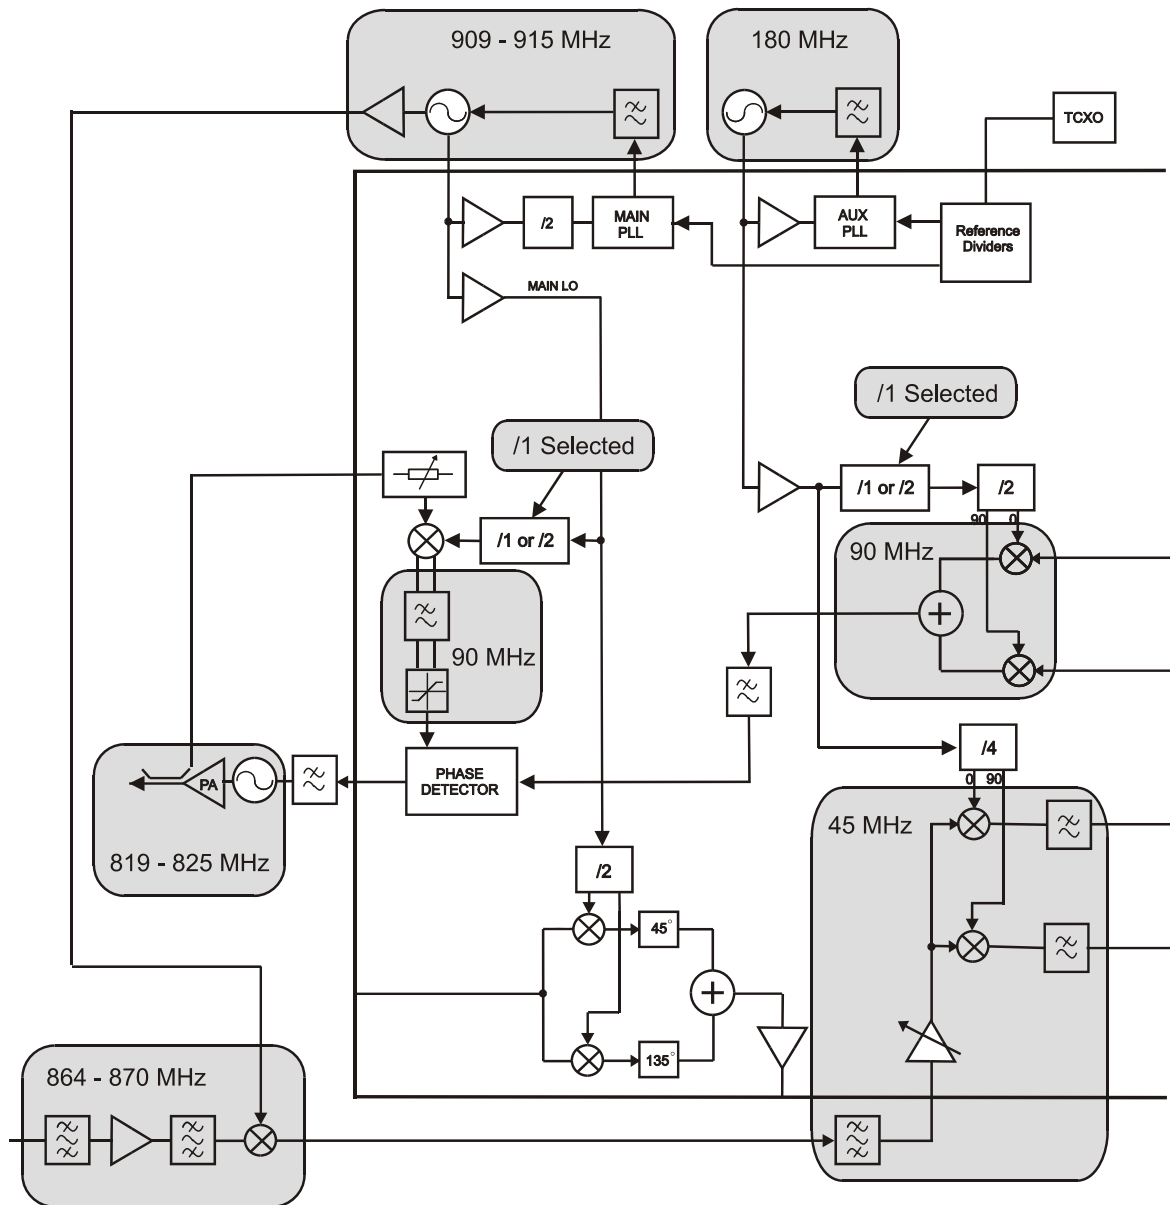 909 - 915 MHz
180 MHz
TCXO
/2
MAIN
PLL
AUX
PLL
Reference
Dividers
MAIN LO
/1 Selected
/1 Selected
/1 or /2
/2
90
0
/1 or /2
90 MHz
90 MHz
/4
0
90
PHASE
DETECTOR
PA
819 - 825 MHz
45 MHz
/2
45°
135°
864 - 870 MHz